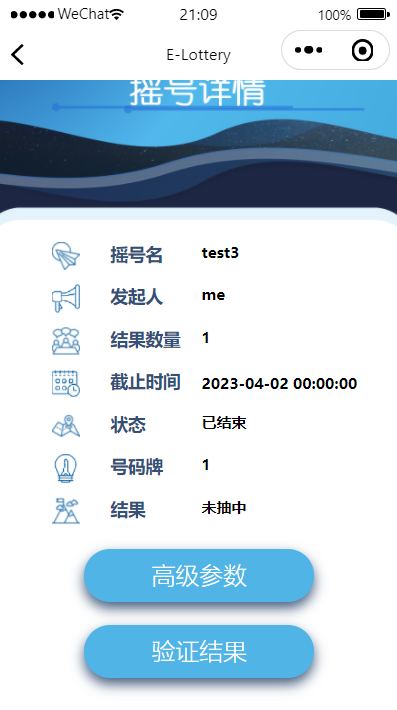 WeChat 21:09 100%
E-Lottery
摇号详情
摇号名 test3
发起人 me
结果数量 1
截止时间 2023-04-02 00:00:00
状态 已结束
号码牌 1
结果 未抽中
高级参数
验证结果